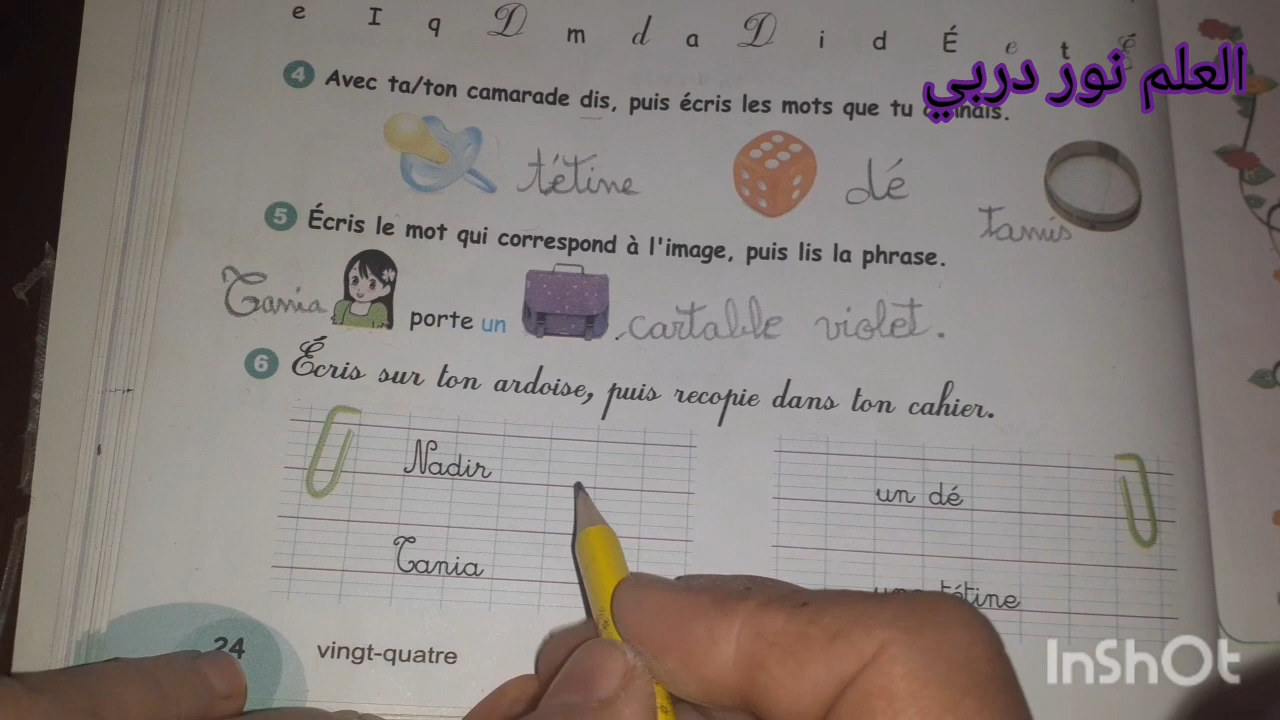 e I q D m d a D i d É e t É
العلم نور دربي
4 Avec ta/ton camarade dis, puis écris les mots que tu
tétine dé tamis
5 Écris le mot qui correspond à l'image, puis lis la phrase.
Tania porte un cartable violet.
6 Écris sur ton ardoise, puis recopie dans ton cahier.
Nadir un dé
Tania une tétine
24 vingt-quatre
InShOt